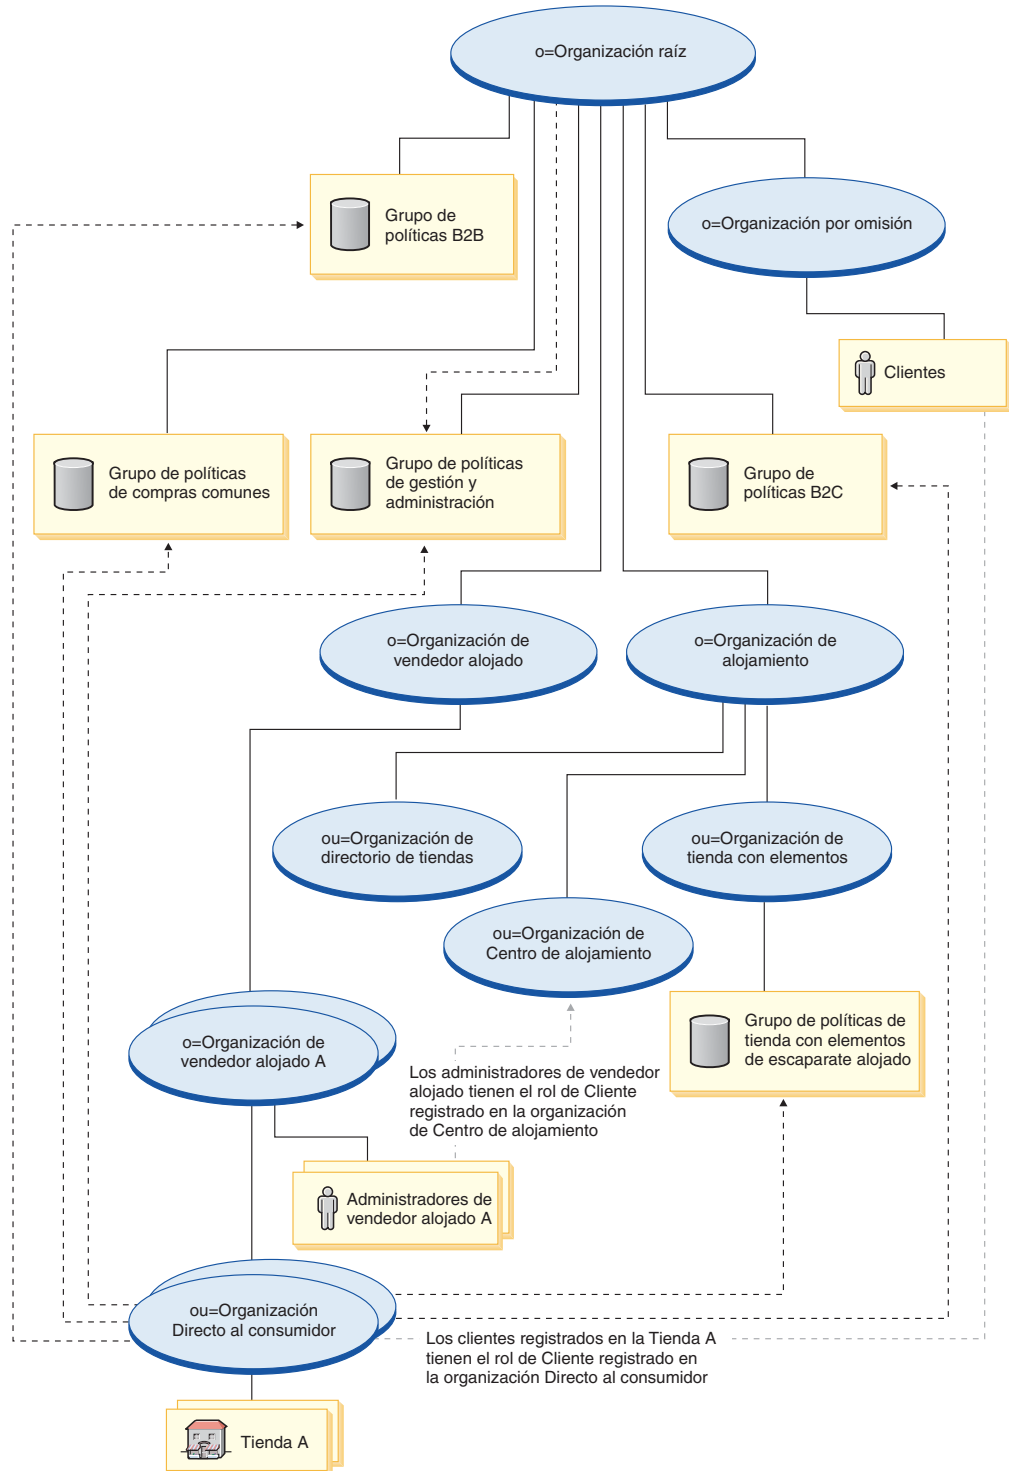 o=Organización raíz
Grupo de
políticas B2B
o=Organización por omisión
Clientes
Grupo de políticas
de compras comunes
Grupo de políticas
de gestión y
administración
Grupo de
políticas B2C
o=Organización de
vendedor alojado
o=Organización de
alojamiento
ou=Organización de
directorio de tiendas
ou=Organización de
tienda con elementos
ou=Organización de
Centro de alojamiento
o=Organización de
vendedor alojado A
Grupo de políticas de
tienda con elementos
de escaparate alojado
Los administradores de vendedor
alojado tienen el rol de Cliente
registrado en la organización
de Centro de alojamiento
Administradores de
vendedor alojado A
ou=Organización
Directo al consumidor
Los clientes registrados en la Tienda A
tienen el rol de Cliente registrado en
la organización Directo al consumidor
Tienda A